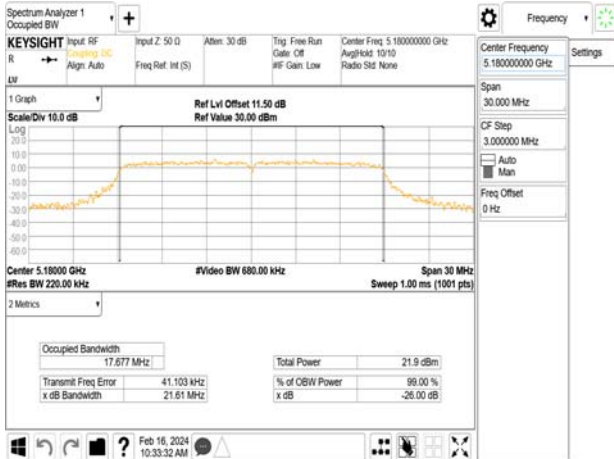 Spectrum Analyzer 1
Occupied BW
KEYSIGHT Input: RF Input Z: 50 Ω Atten: 30 dB Trig: Free Run Center Freq: 5.180000000 GHz
R Coupling: DC Gate: Off Avg|Hold: 10/10
Align: Auto Freq Ref: Int (S) #IF Gain: Low Radio Std: None
1 Graph
Scale/Div 10.0 dB
Ref Lvl Offset 11.50 dB
Ref Value 30.00 dBm
Log
20.0
10.0
0.00
-10.0
-20.0
-30.0
-40.0
-50.0
-60.0
Center 5.18000 GHz #Video BW 680.00 kHz Span 30 MHz
#Res BW 220.00 kHz Sweep 1.00 ms (1001 pts)
2 Metrics
Occupied Bandwidth
17.677 MHz
Total Power 21.9 dBm
Transmit Freq Error 41.103 kHz
% of OBW Power 99.00 %
x dB Bandwidth 21.61 MHz
x dB -26.00 dB
Feb 16, 2024
10:33:32 AM
Frequency
Settings
Center Frequency
5.180000000 GHz
Span
30.000 MHz
CF Step
3.000000 MHz
Auto
Man
Freq Offset
0 Hz